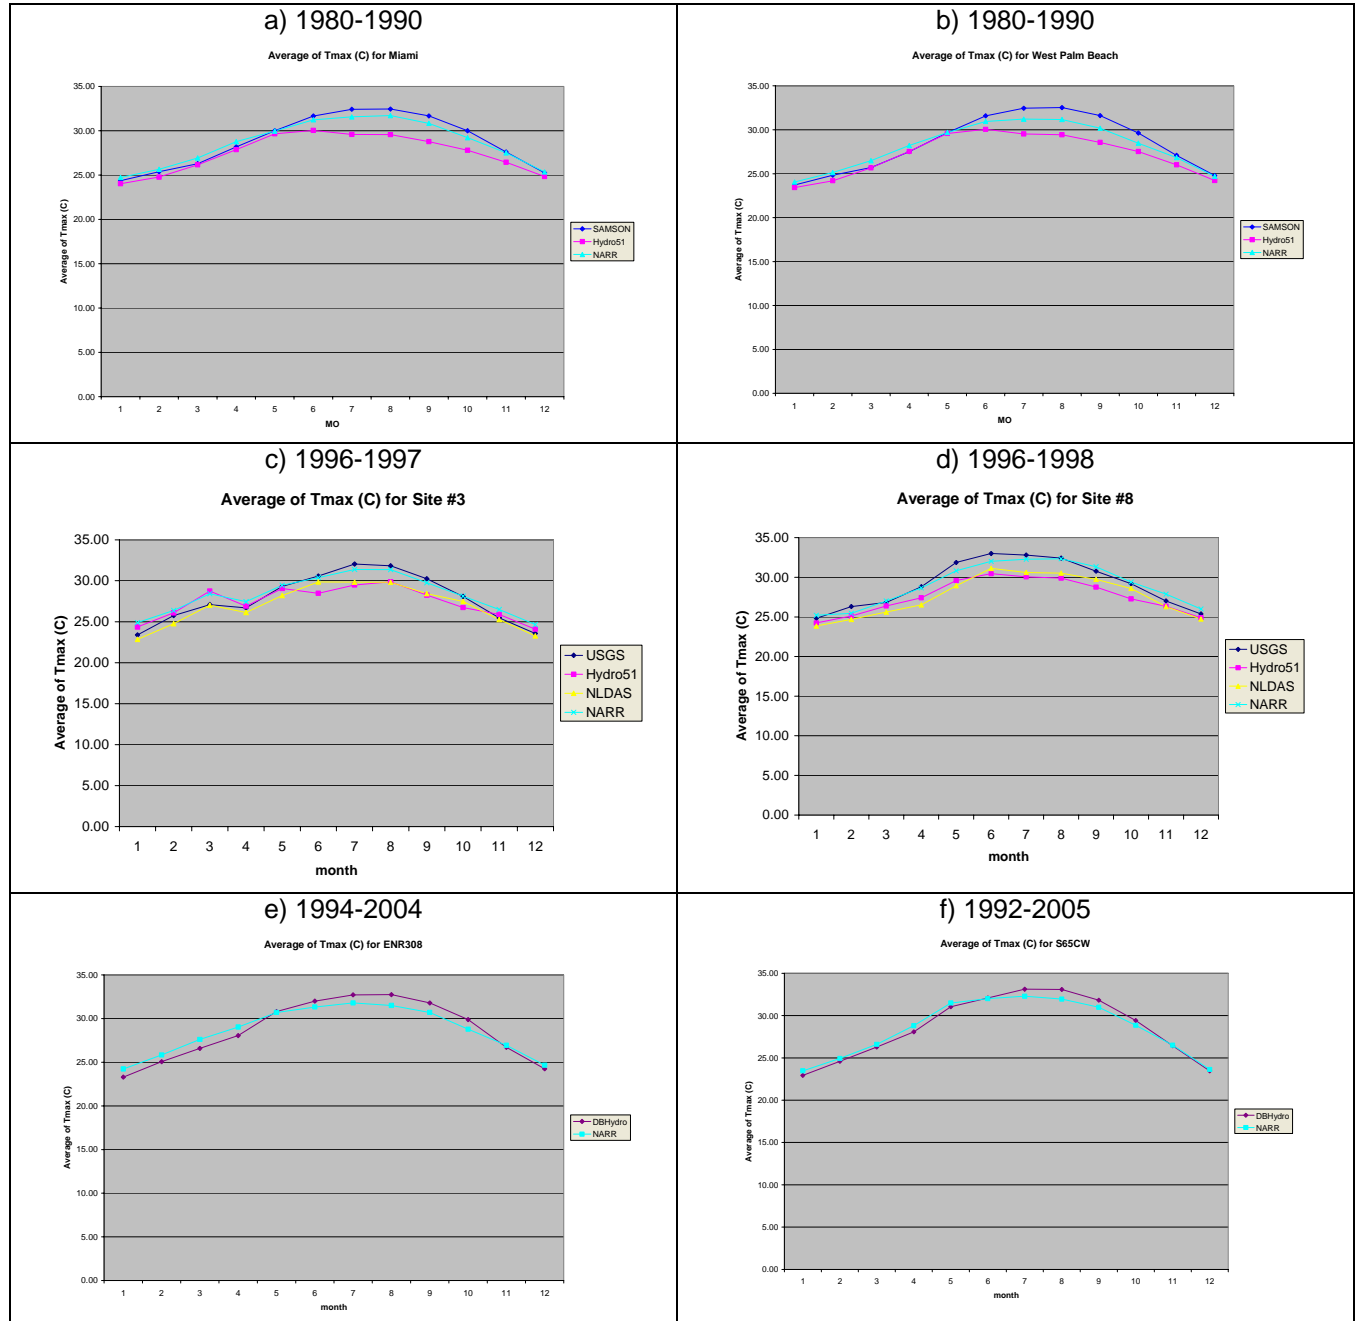 a) 1980-1990
Average of Tmax (C) for Miami
Average of Tmax (C)
35.00
30.00
25.00
20.00
15.00
10.00
5.00
0.00
1 2 3 4 5 6 7 8 9 10 11 12
MO
SAMSON
Hydro51
NARR
b) 1980-1990
Average of Tmax (C) for West Palm Beach
Average of Tmax (C)
35.00
30.00
25.00
20.00
15.00
10.00
5.00
0.00
1 2 3 4 5 6 7 8 9 10 11 12
MO
SAMSON
Hydro51
NARR
c) 1996-1997
Average of Tmax (C) for Site #3
Average of Tmax (C)
35.00
30.00
25.00
20.00
15.00
10.00
5.00
0.00
1 2 3 4 5 6 7 8 9 10 11 12
month
USGS
Hydro51
NLDAS
NARR
d) 1996-1998
Average of Tmax (C) for Site #8
Average of Tmax (C)
35.00
30.00
25.00
20.00
15.00
10.00
5.00
0.00
1 2 3 4 5 6 7 8 9 10 11 12
month
USGS
Hydro51
NLDAS
NARR
e) 1994-2004
Average of Tmax (C) for ENR308
Average of Tmax (C)
35.00
30.00
25.00
20.00
15.00
10.00
5.00
0.00
1 2 3 4 5 6 7 8 9 10 11 12
month
DBHydro
NARR
f) 1992-2005
Average of Tmax (C) for S65CW
Average of Tmax (C)
35.00
30.00
25.00
20.00
15.00
10.00
5.00
0.00
1 2 3 4 5 6 7 8 9 10 11 12
month
DBHydro
NARR